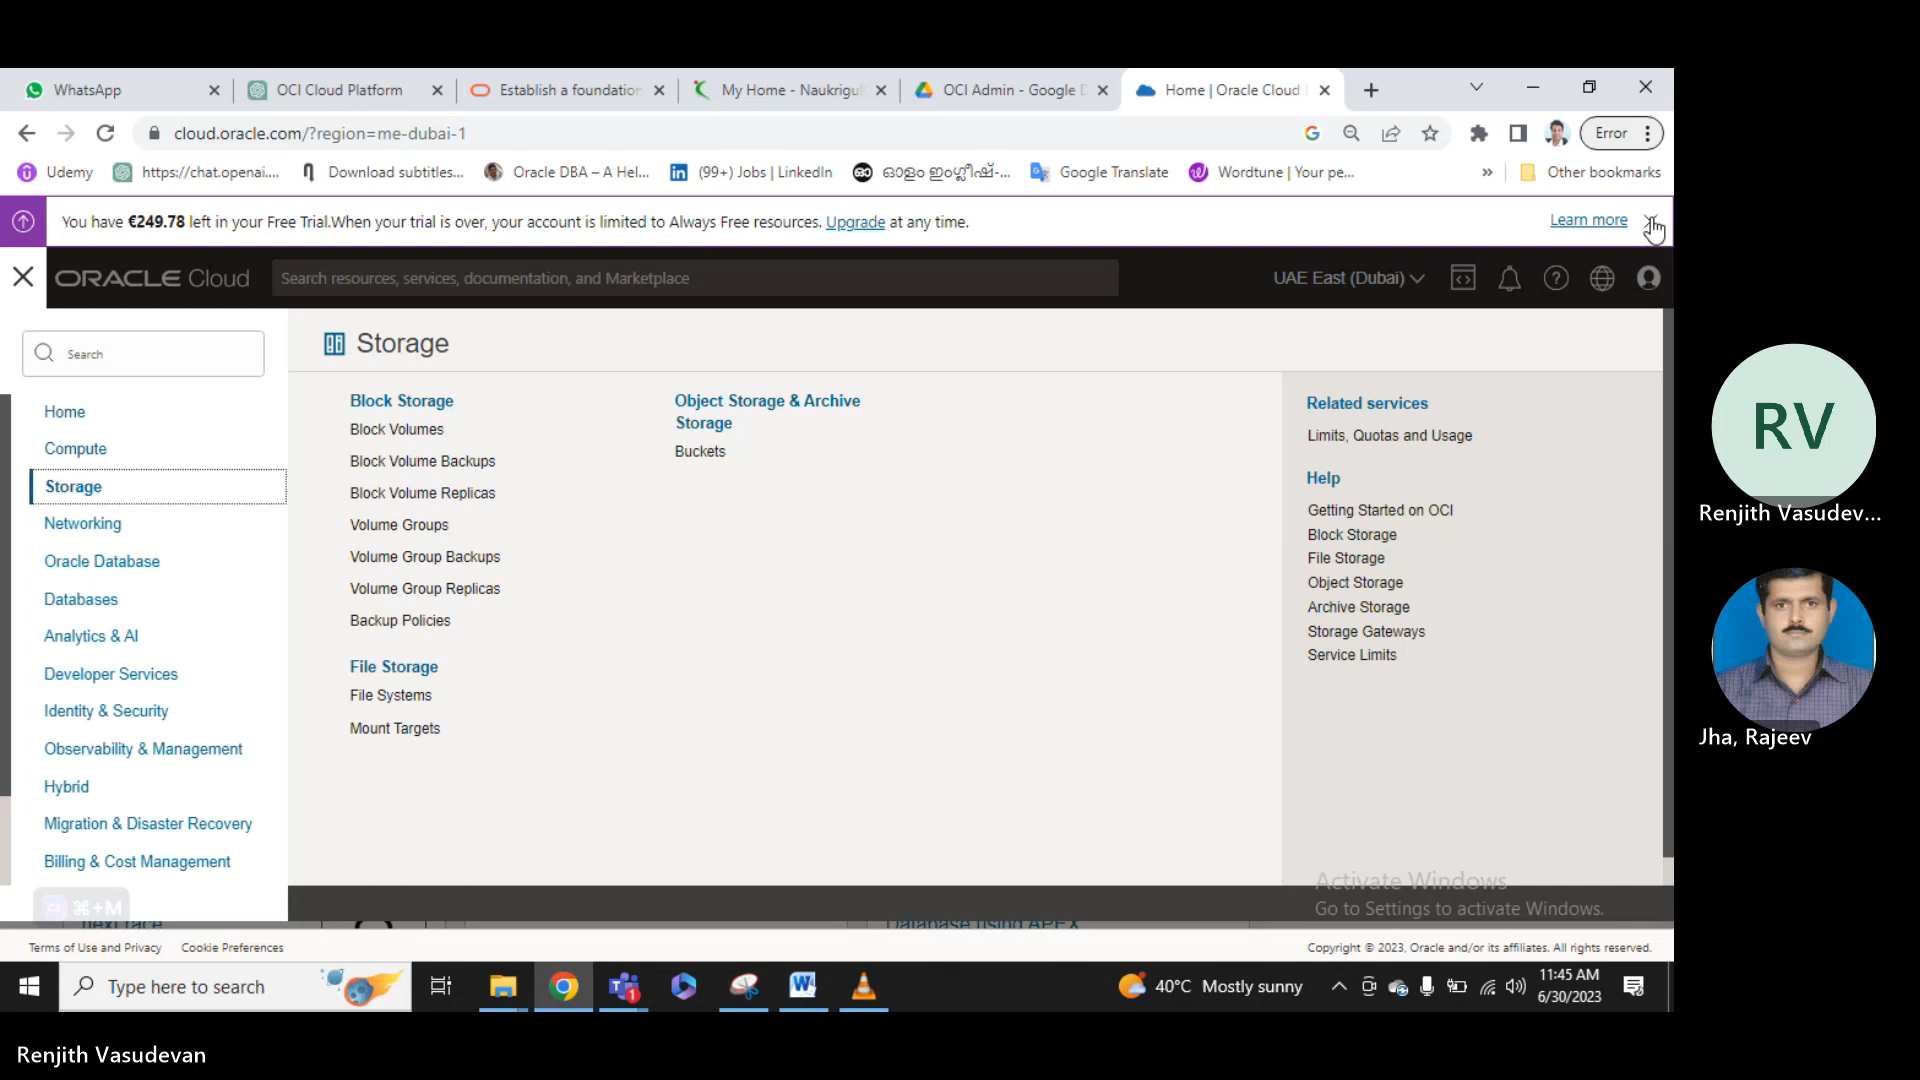 WhatsApp
OCI Cloud Platform
Establish a foundation
My Home - Naukrigul
OCI Admin - Google D
Home | Oracle Cloud I
cloud.oracle.com/?region=me-dubai-1
Error
Udemy
https://chat.openai....
Download subtitles...
Oracle DBA – A Hel...
(99+) Jobs | LinkedIn
ഓളം ഇംഗ്ലീഷ്-...
Google Translate
Wordtune | Your pe...
»
Other bookmarks
You have €249.78 left in your Free Trial.When your trial is over, your account is limited to Always Free resources. Upgrade at any time.
Learn more
ORACLE Cloud
Search resources, services, documentation, and Marketplace
UAE East (Dubai)
Search
Home
Compute
Storage
Networking
Oracle Database
Databases
Analytics & AI
Developer Services
Identity & Security
Observability & Management
Hybrid
Migration & Disaster Recovery
Billing & Cost Management
⌘+M
Storage
Block Storage
Block Volumes
Block Volume Backups
Block Volume Replicas
Volume Groups
Volume Group Backups
Volume Group Replicas
Backup Policies
File Storage
File Systems
Mount Targets
Object Storage & Archive
Storage
Buckets
Related services
Limits, Quotas and Usage
Help
Getting Started on OCI
Block Storage
File Storage
Object Storage
Archive Storage
Storage Gateways
Service Limits
Activate Windows
Go to Settings to activate Windows.
Database using APEX
Terms of Use and Privacy
Cookie Preferences
Copyright © 2023, Oracle and/or its affiliates. All rights reserved.
Type here to search
1
40°C Mostly sunny
11:45 AM
6/30/2023
RV
Renjith Vasudev...
Jha, Rajeev
Renjith Vasudevan